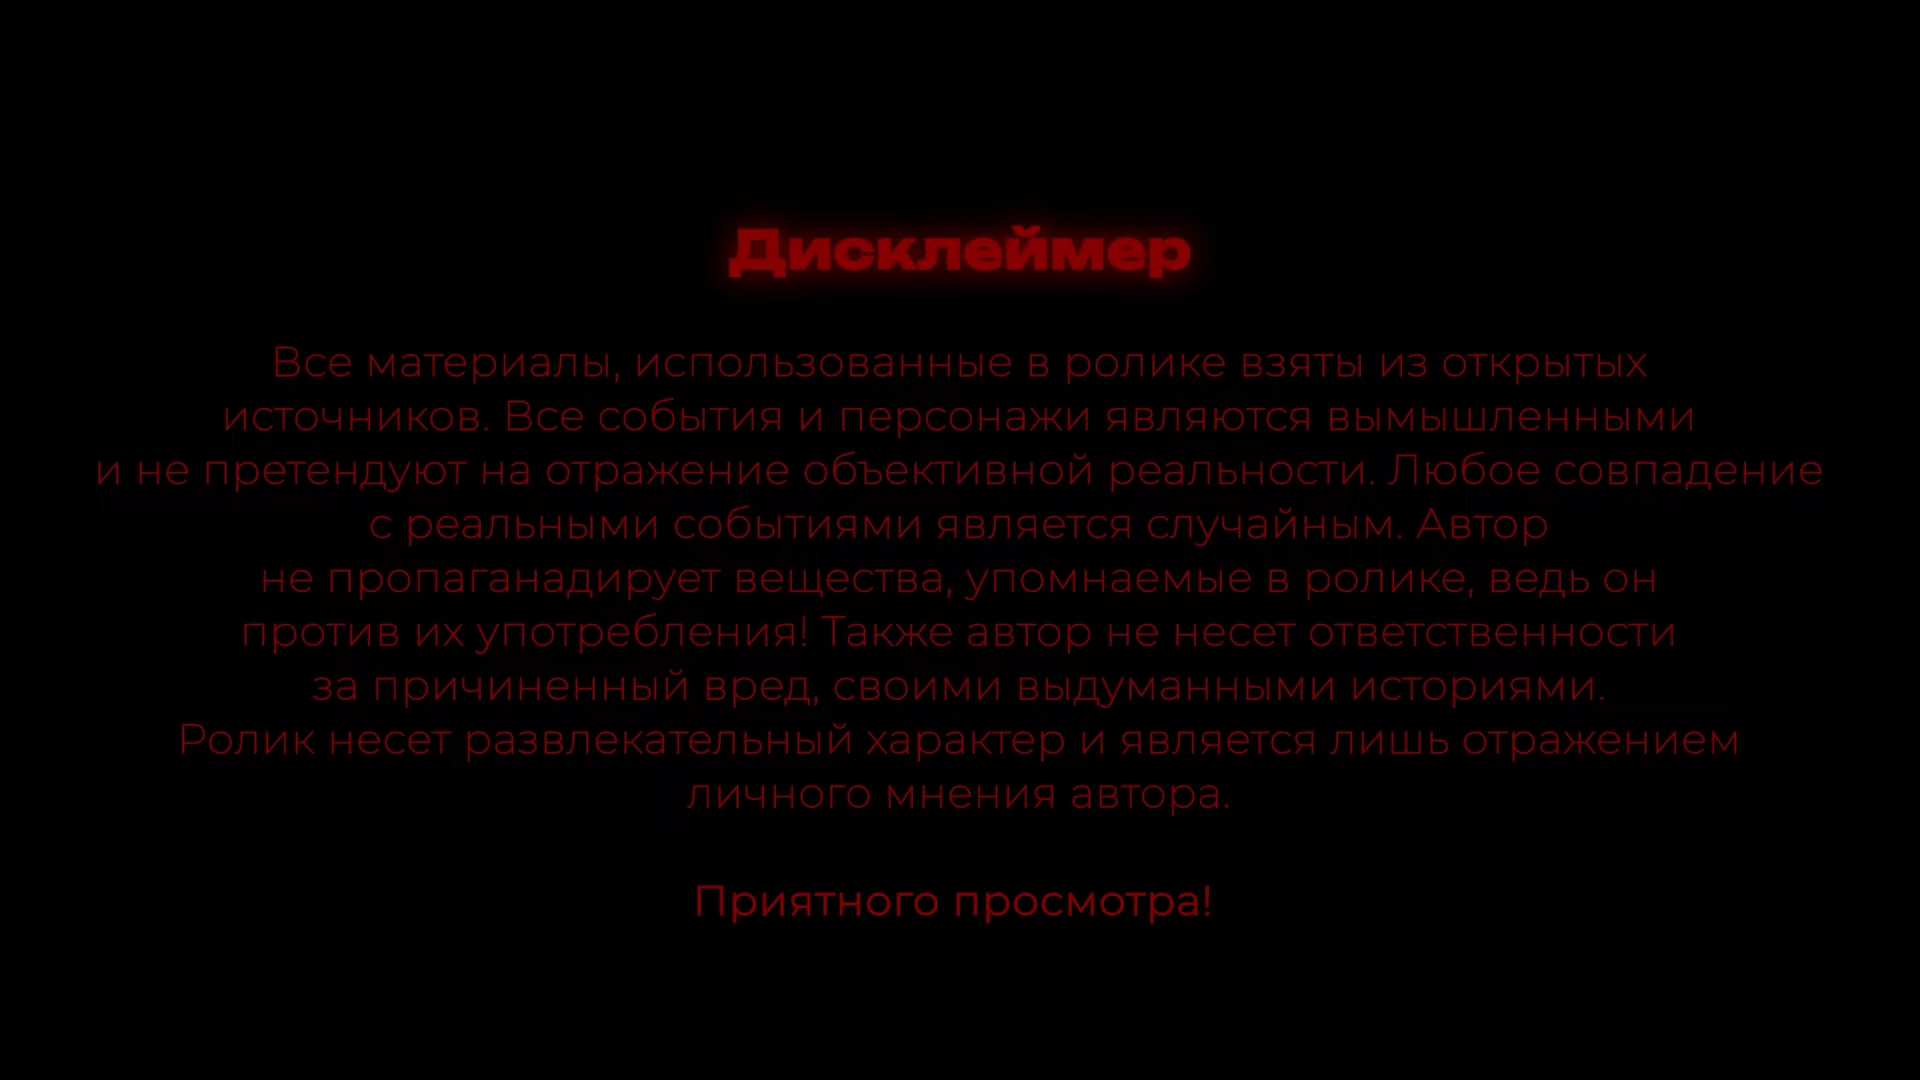 Дисклеймер
Все материалы, использованные в ролике взяты из открытых
источников. Все события и персонажи являются вымышленными
и не претендуют на отражение объективной реальности. Любое совпадение
с реальными событиями является случайным. Автор
не пропаганадирует вещества, упомнаемые в ролике, ведь он
против их употребления! Также автор не несет ответственности
за причиненный вред, своими выдуманными историями.
Ролик несет развлекательный характер и является лишь отражением
личного мнения автора.
Приятного просмотра!